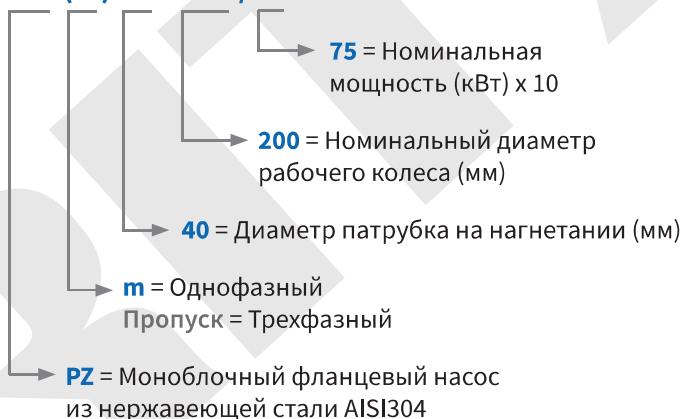 75 = Номинальная
мощность (кВт) x 10
200 = Номинальный диаметр
рабочего колеса (мм)
40 = Диаметр патрубка на нагнетании (мм)
m = Однофазный
Пропуск = Трехфазный
PZ = Моноблочный фланцевый насос
из нержавеющей стали AISI304